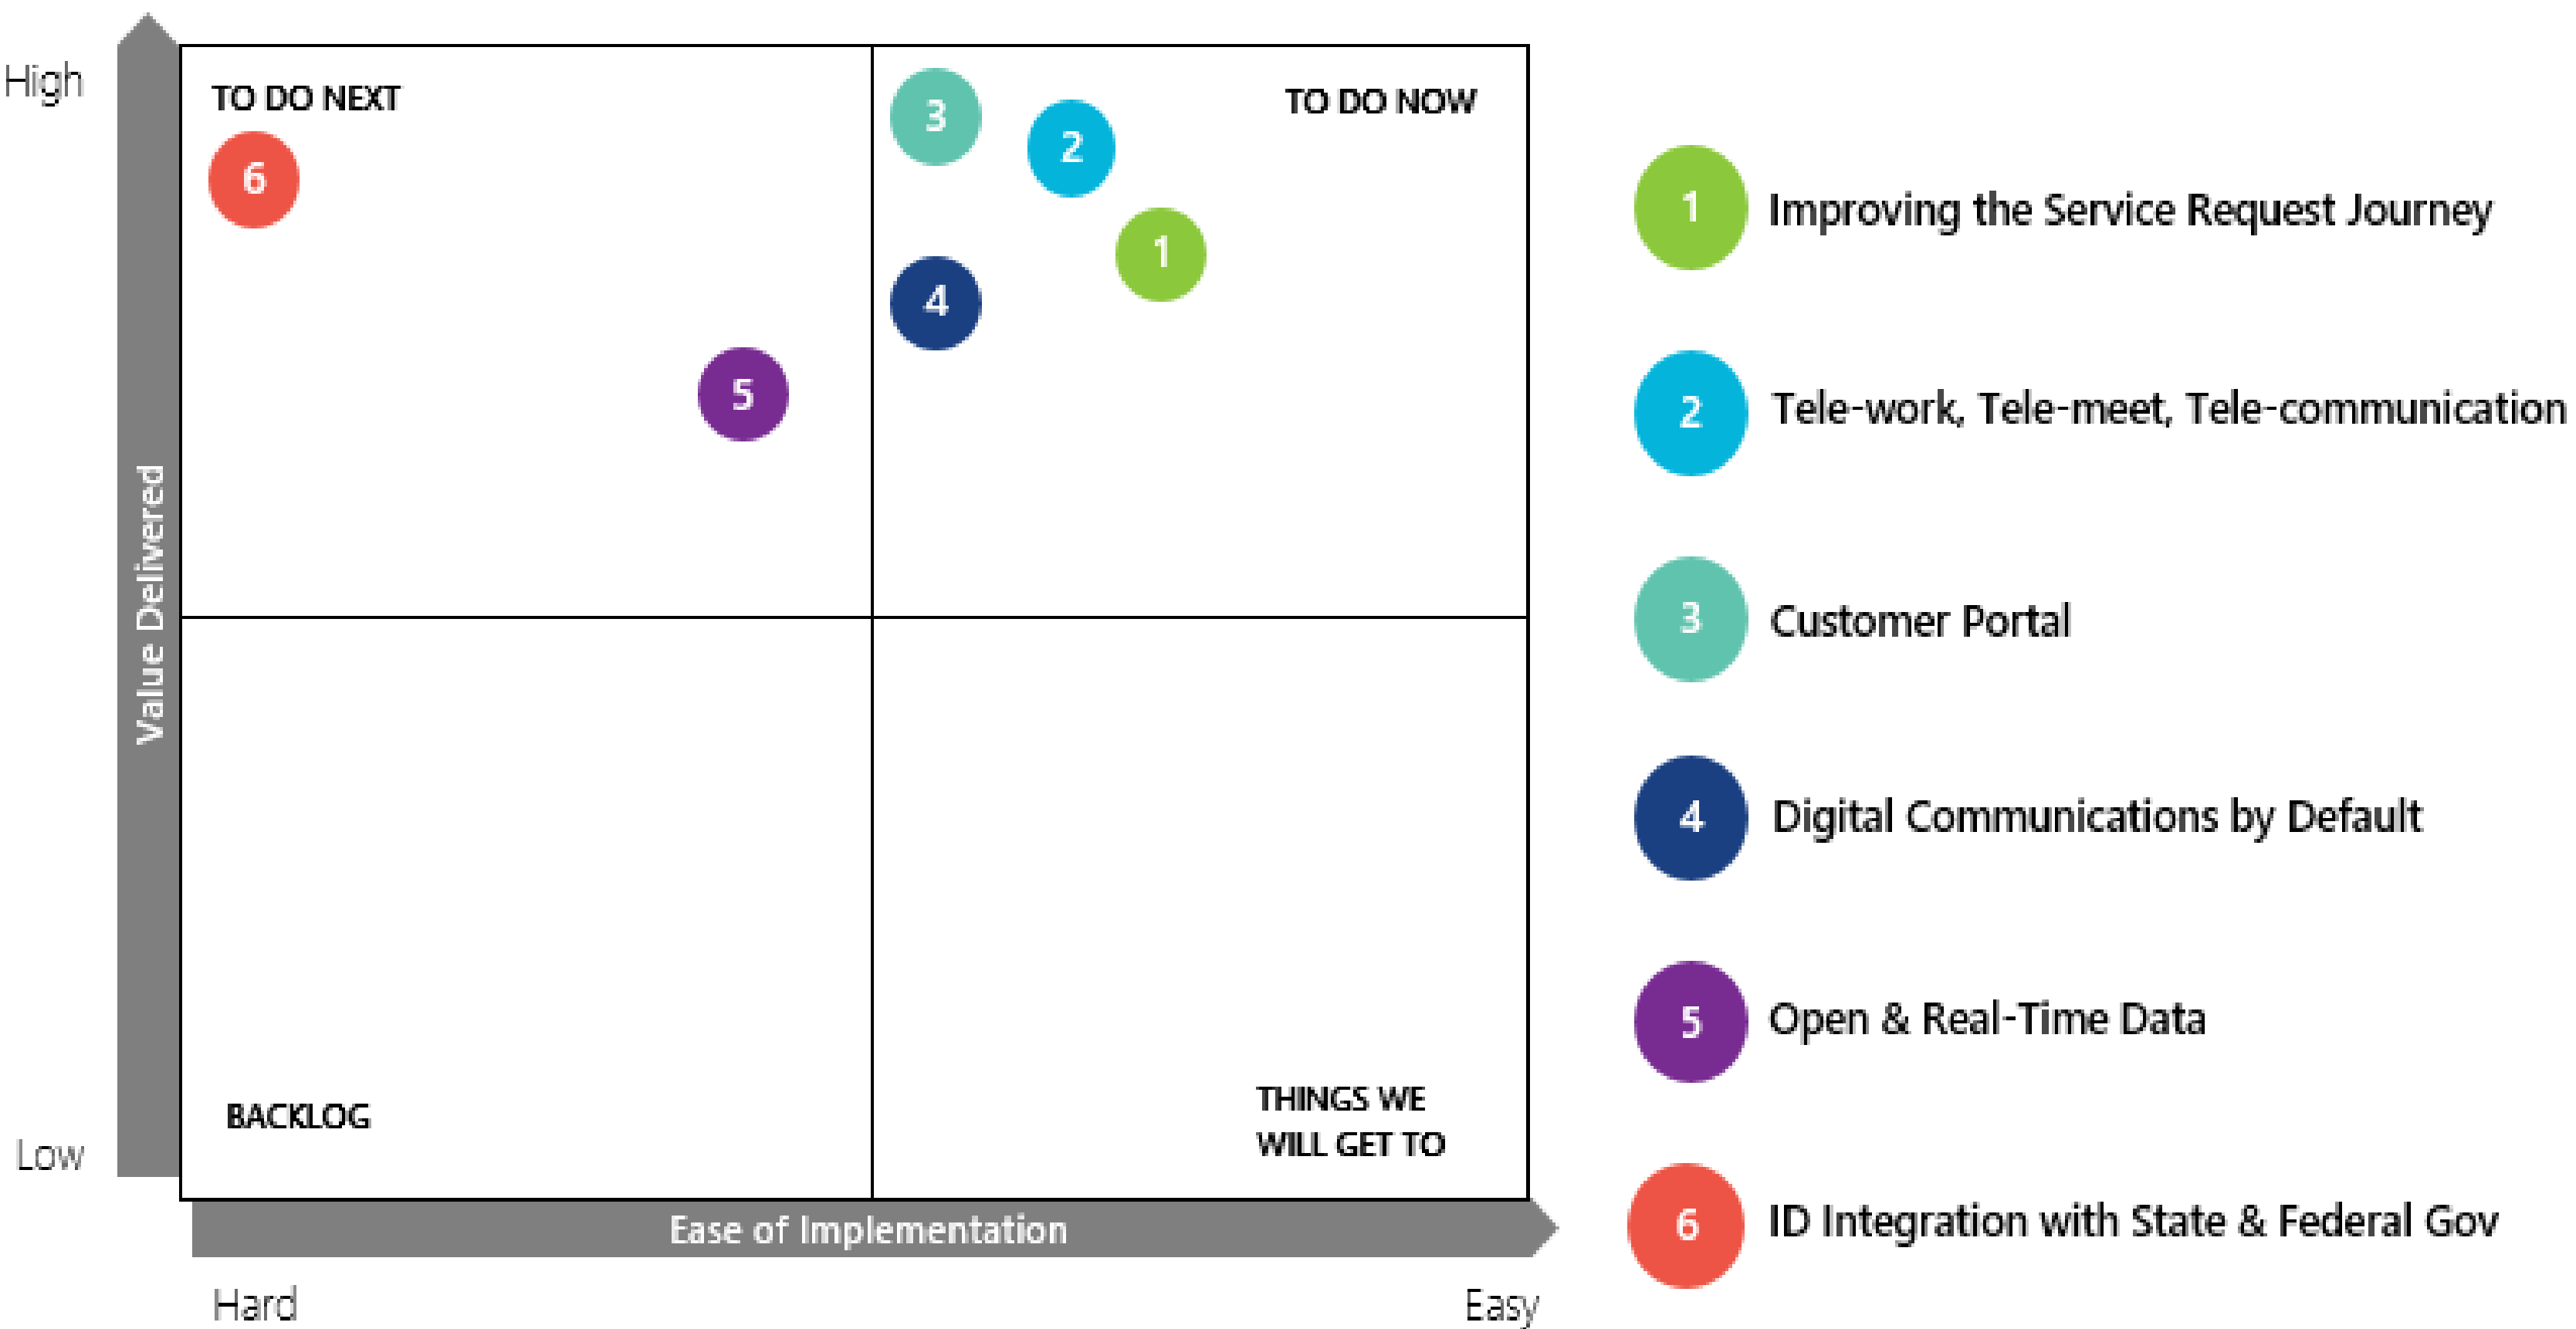 High
TO DO NEXT
TO DO NOW
3
2
6
1
4
5
Value Delivered
BACKLOG
THINGS WE
WILL GET TO
Low
Ease of Implementation
Hard
Easy
1 Improving the Service Request Journey
2 Tele-work, Tele-meet, Tele-communication
3 Customer Portal
4 Digital Communications by Default
5 Open & Real-Time Data
6 ID Integration with State & Federal Gov